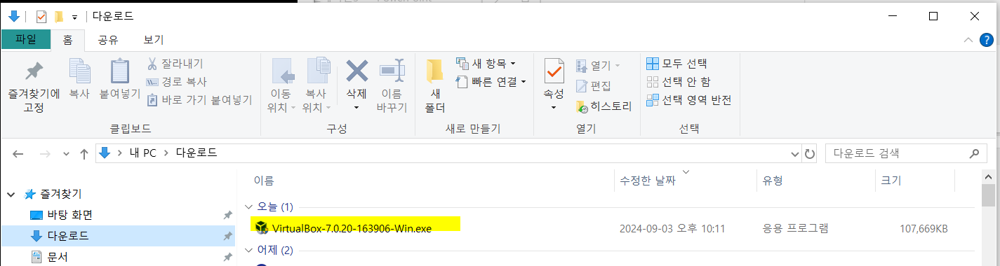 다운로드
파일 홈 공유 보기
즐겨찾기에 고정
복사
붙여넣기
잘라내기
경로 복사
바로 가기 붙여넣기
클립보드
이동 위치
복사 위치
삭제
이름 바꾸기
구성
새 폴더
새 항목
빠른 연결
새로 만들기
속성
열기
편집
히스토리
열기
모두 선택
선택 안 함
선택 영역 반전
선택
내 PC 다운로드
다운로드 검색
즐겨찾기
바탕 화면
다운로드
문서
이름 수정한 날짜 유형 크기
오늘 (1)
VirtualBox-7.0.20-163906-Win.exe 2024-09-03 오후 10:11 응용 프로그램 107,669KB
어제 (2)